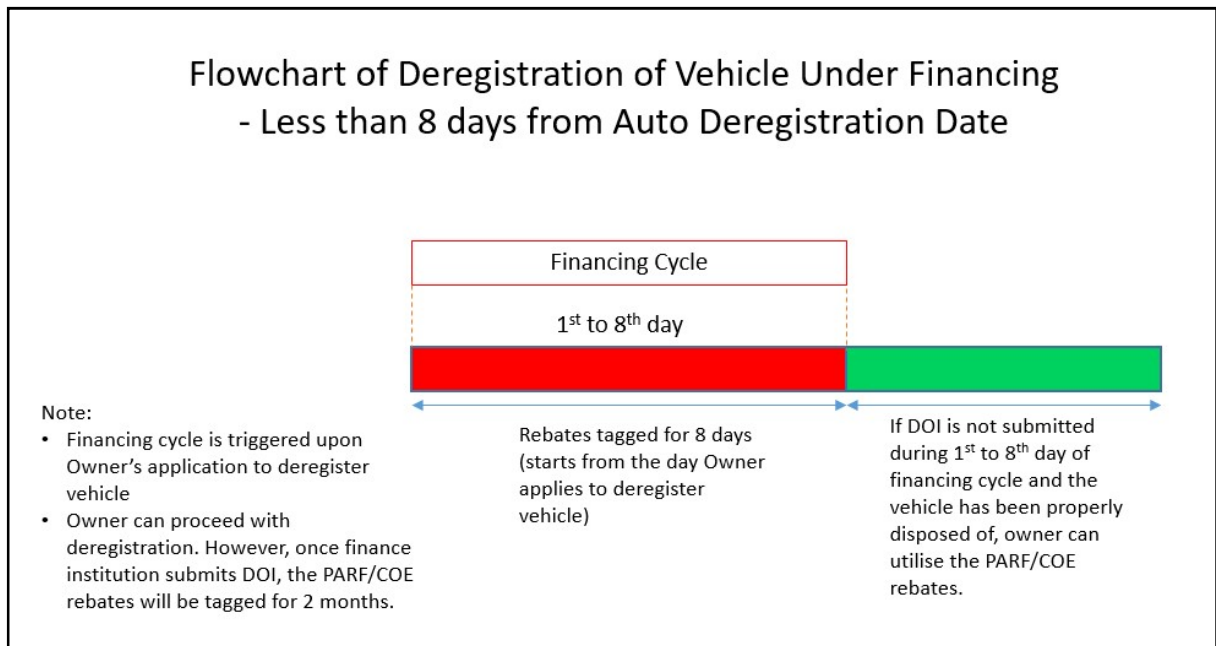 Flowchart of Deregistration of Vehicle Under Financing
- Less than 8 days from Auto Deregistration Date
Financing Cycle
1st to 8th day
Note:
• Financing cycle is triggered upon
Owner’s application to deregister
vehicle
• Owner can proceed with
deregistration. However, once finance
institution submits DOI, the PARF/COE
rebates will be tagged for 2 months.
Rebates tagged for 8 days
(starts from the day Owner
applies to deregister
vehicle)
If DOI is not submitted
during 1st to 8th day of
financing cycle and the
vehicle has been properly
disposed of, owner can
utilise the PARF/COE
rebates.